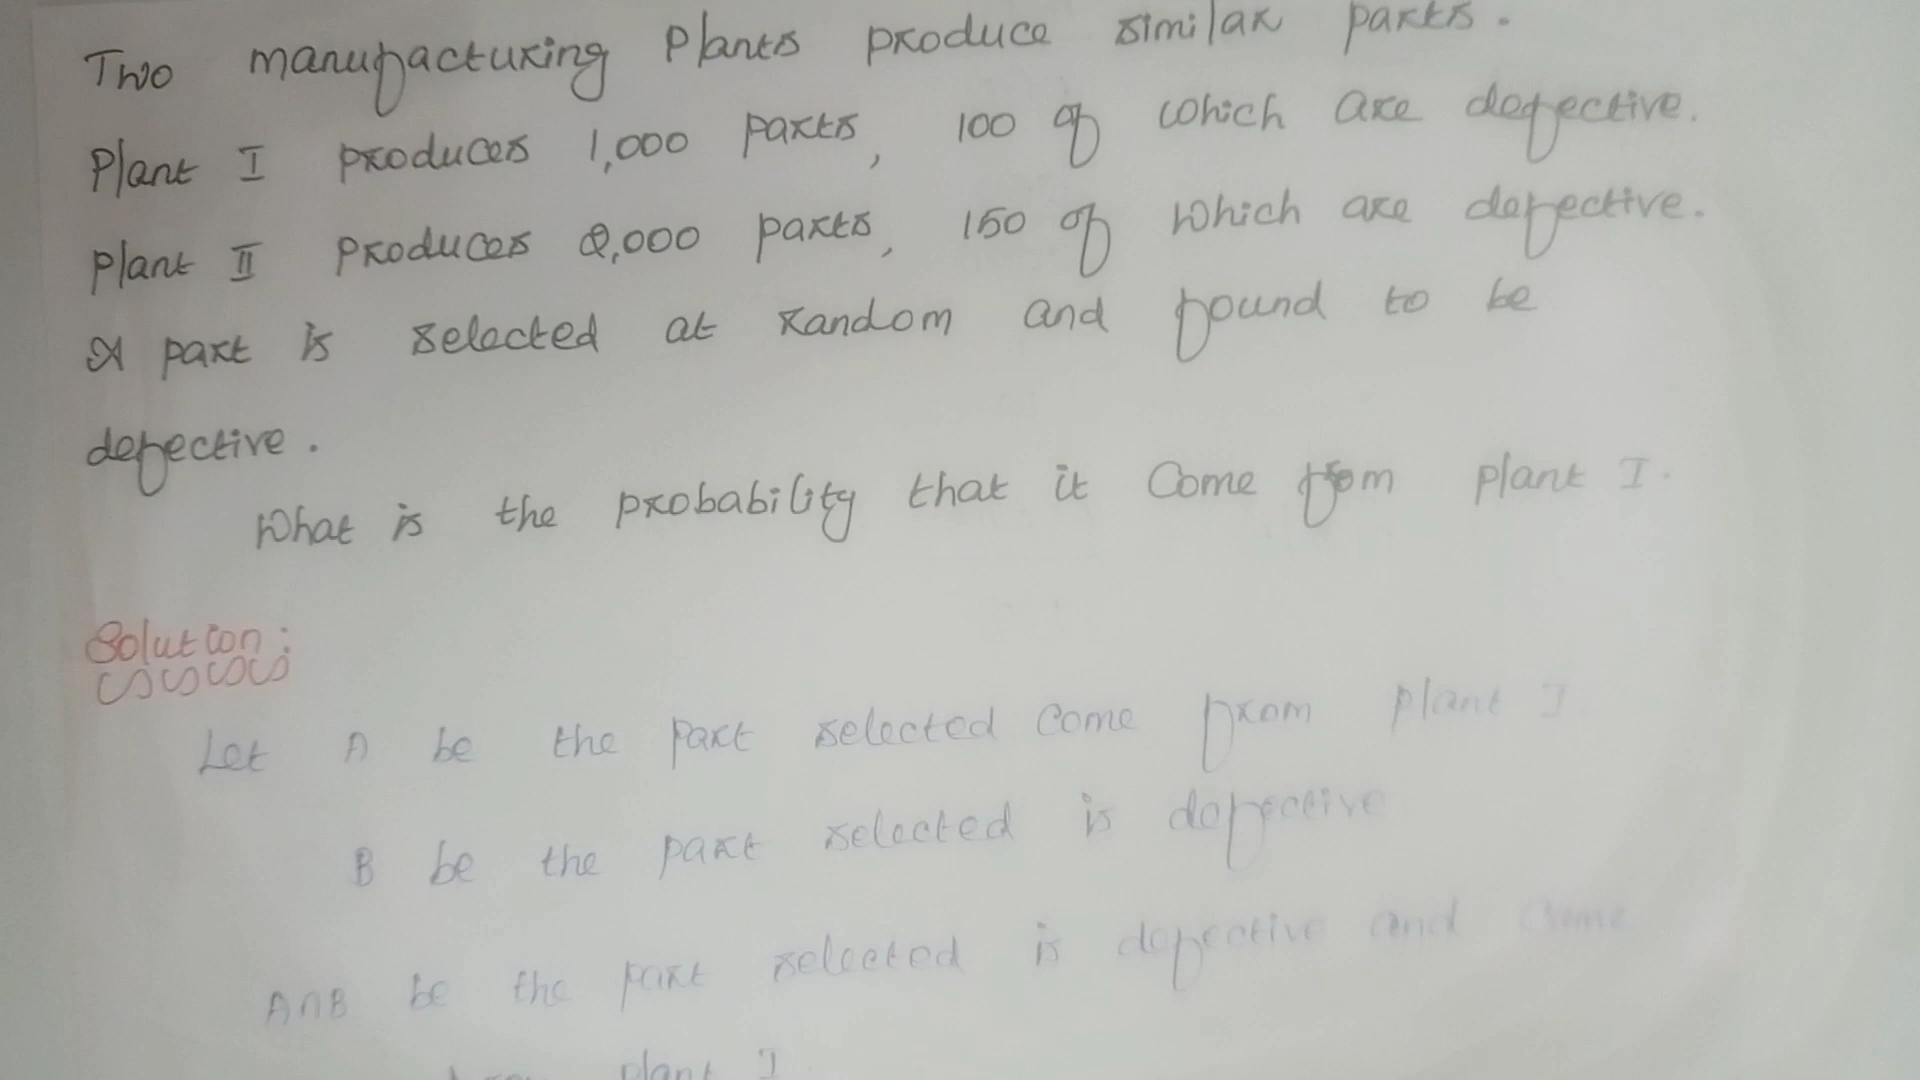 Two manufacturing Plants produce similar parts.
Plant I produces 1,000 parts, 100 of which are defective.
Plant II produces 2,000 parts, 150 of which are defective.
A part is selected at random and found to be
defective.
What is the probability that it Come from plant I.
Solution:
Let A be the part selected Come from plant I
B be the part selected is defective
A∩B be the part selected is defective and Come
from plant I